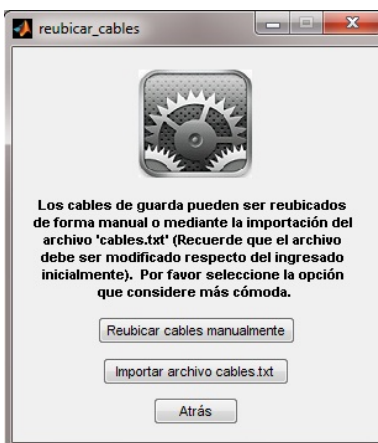 reubicar_cables
Los cables de guarda pueden ser reubicados
de forma manual o mediante la importación del
archivo 'cables.txt' (Recuerde que el archivo
debe ser modificado respecto del ingresado
inicialmente). Por favor seleccione la opción
que considere más cómoda.
Reubicar cables manualmente
Importar archivo cables.txt
Atrás